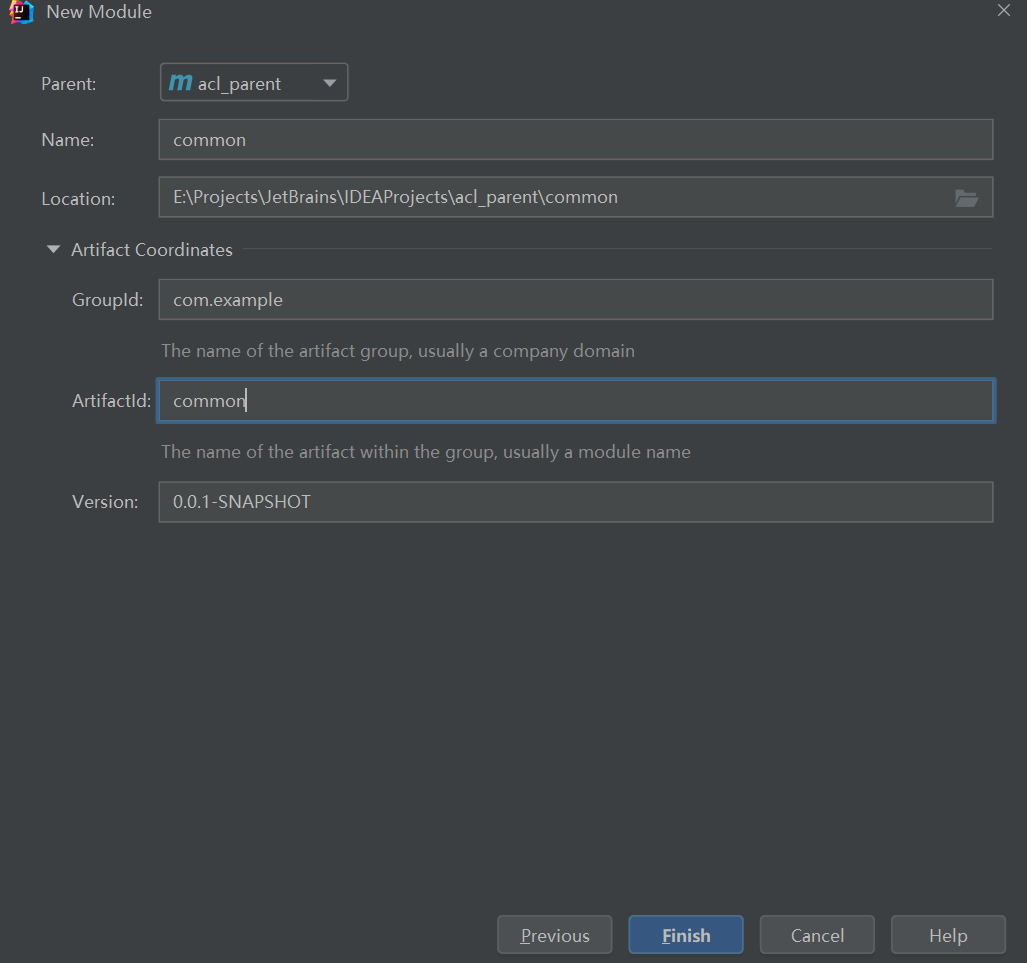 New Module
Parent: acl_parent
Name: common
Location: E:\Projects\JetBrains\IDEAProjects\acl_parent\common
Artifact Coordinates
GroupId: com.example
The name of the artifact group, usually a company domain
ArtifactId: common
The name of the artifact within the group, usually a module name
Version: 0.0.1-SNAPSHOT
Previous Finish Cancel Help